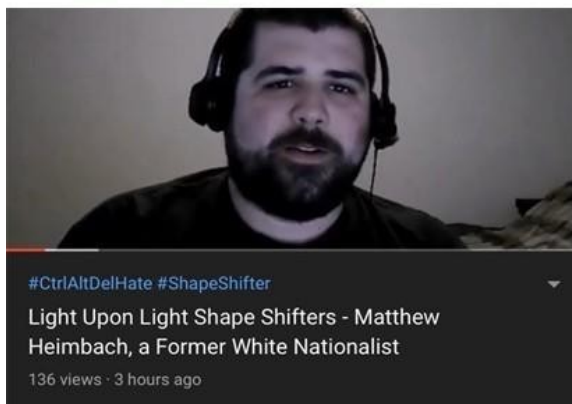 #CtrlAltDelHate #ShapeShifter
Light Upon Light Shape Shifters - Matthew
Heimbach, a Former White Nationalist
136 views · 3 hours ago